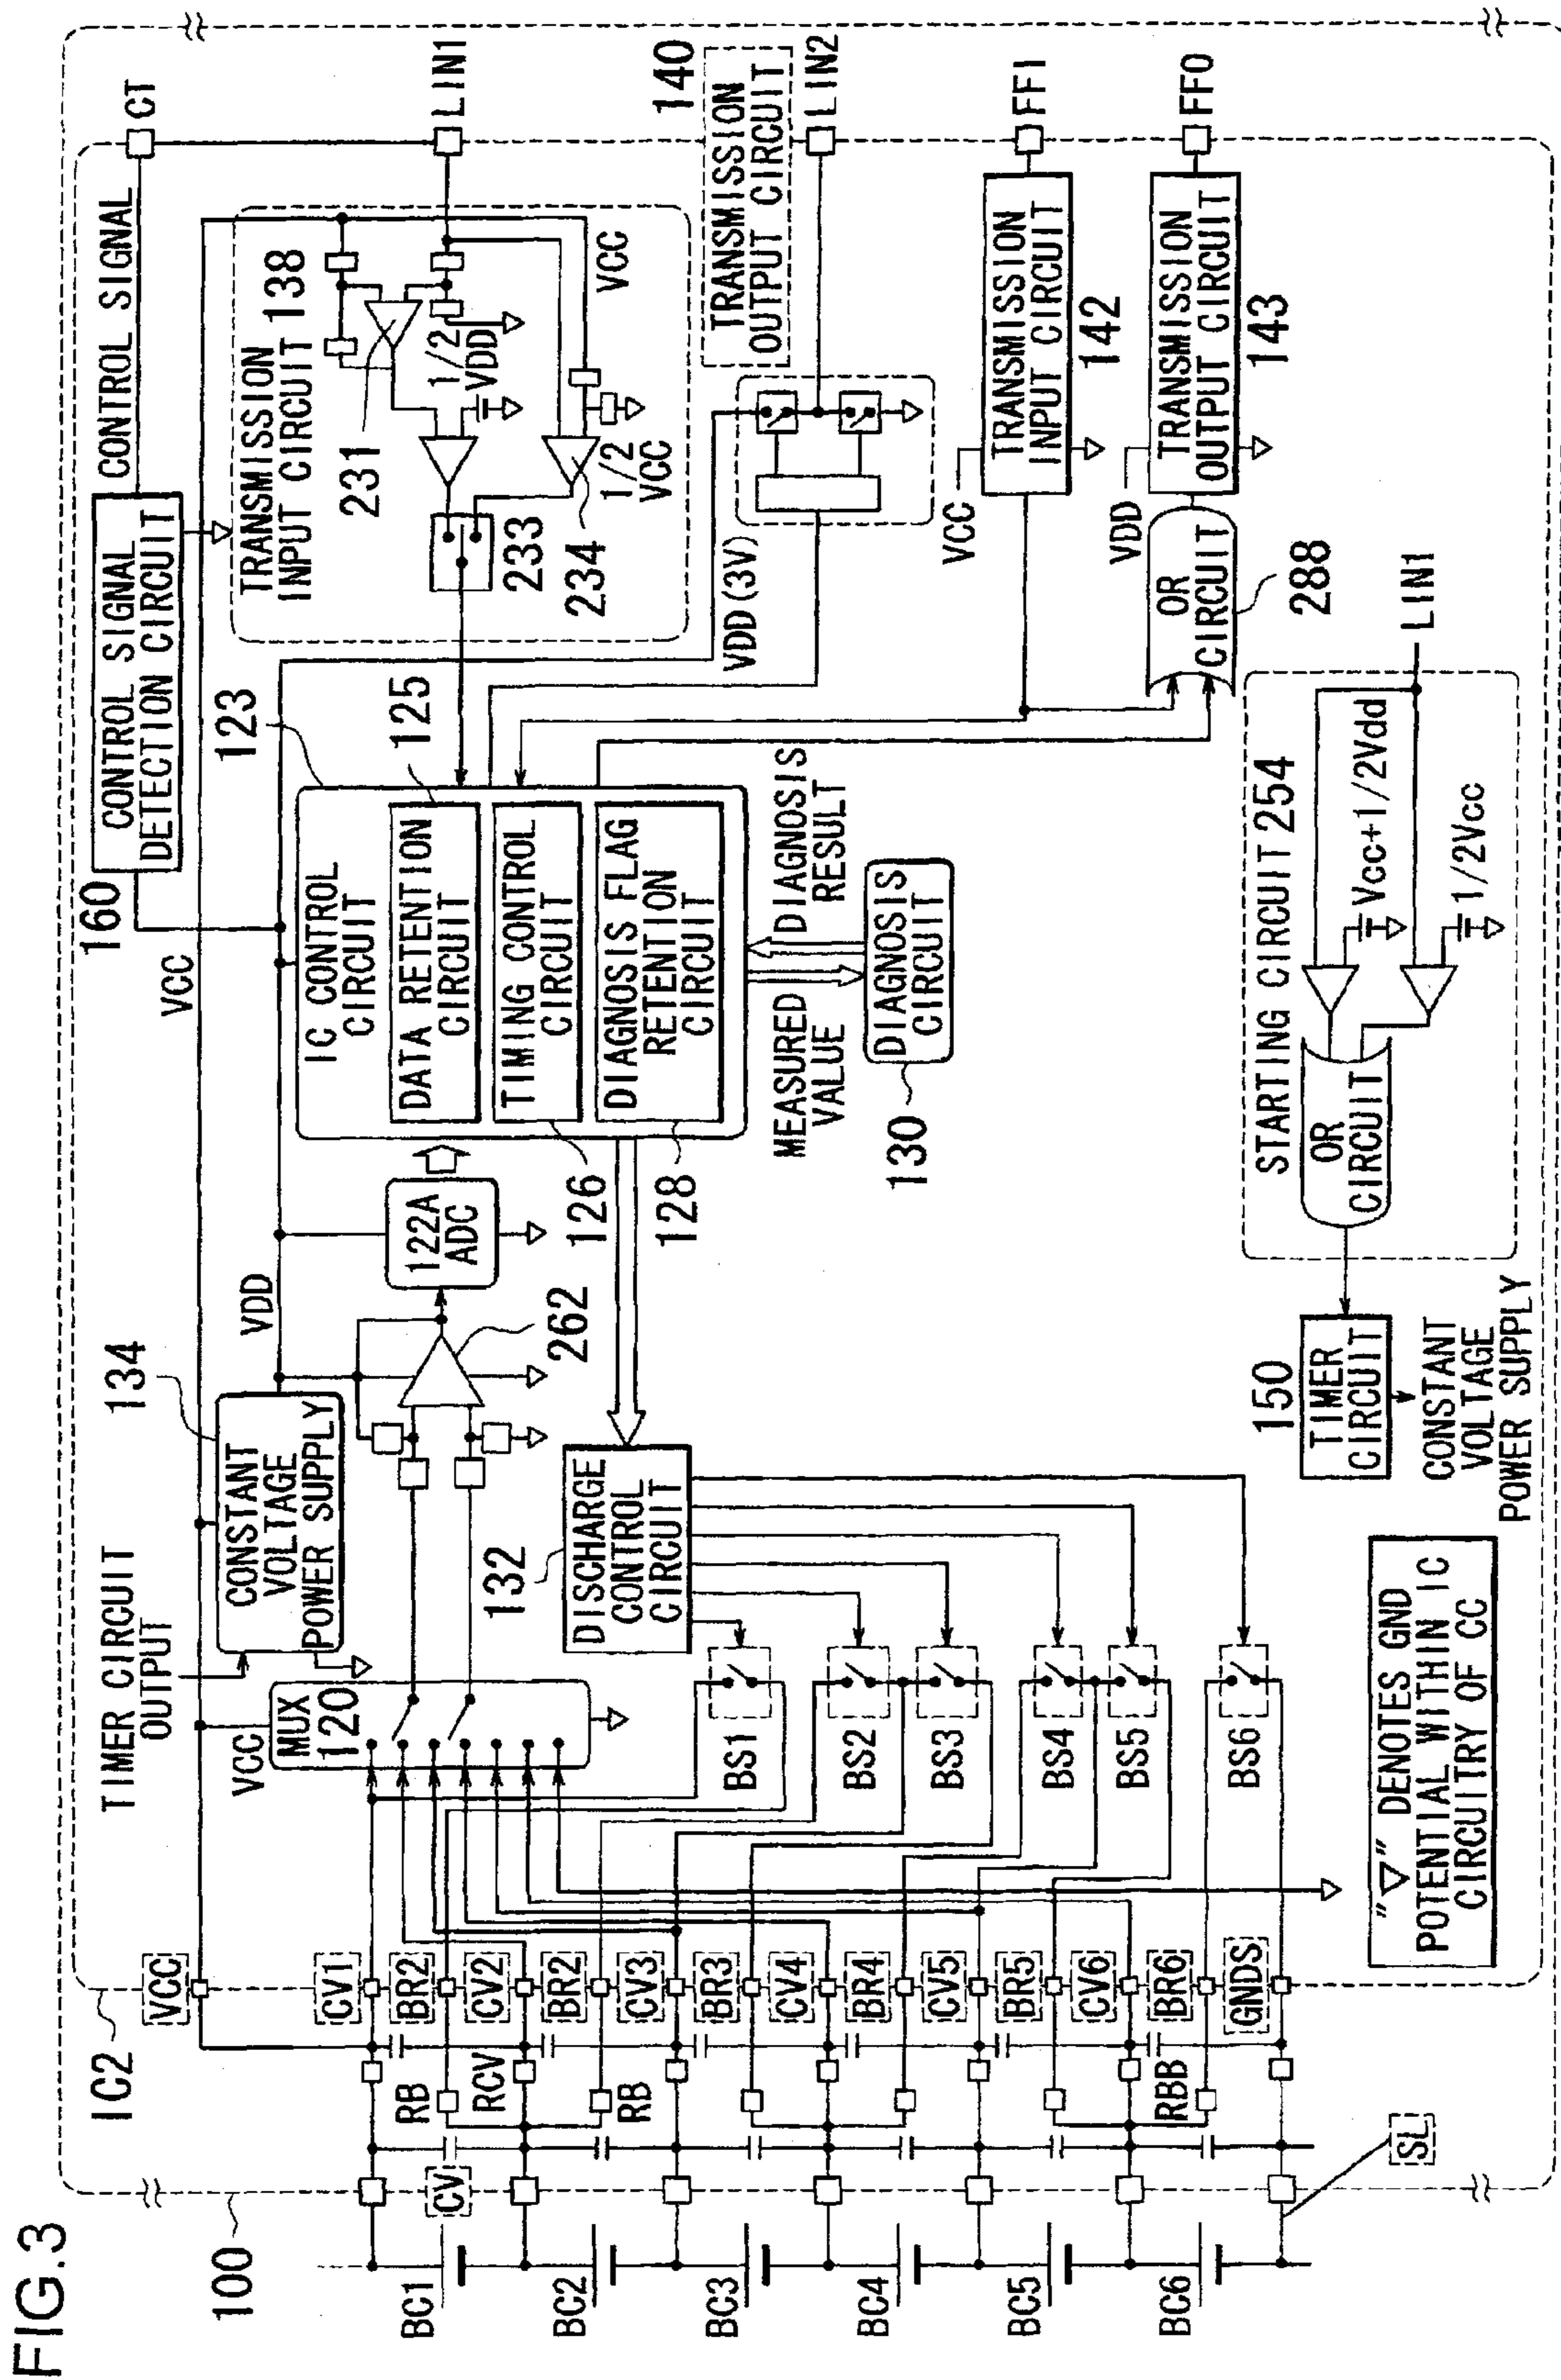 FIG.3
100
IC2
TIMER CIRCUIT
OUTPUT
134
CONSTANT
VOLTAGE
POWER SUPPLY
VCC
VDD
VCC
160
CONTROL SIGNAL
DETECTION CIRCUIT
CONTROL SIGNAL
CT
VCC
MUX
120
262
122A
ADC
123
IC CONTROL
CIRCUIT
DATA RETENTION
CIRCUIT
125
TIMING CONTROL
CIRCUIT
126
DIAGNOSIS FLAG
RETENTION
CIRCUIT
128
MEASURED
VALUE
DIAGNOSIS
RESULT
DIAGNOSIS
CIRCUIT
130
TRANSMISSION
INPUT CIRCUIT 138
231
1/2
VDD
VCC
233
234
1/2
VCC
LIN1
140
TRANSMISSION
OUTPUT CIRCUIT
LIN2
VDD(3V)
VCC
TRANSMISSION
INPUT CIRCUIT
142
FFI
VDD
TRANSMISSION
OUTPUT CIRCUIT
143
FFO
OR
CIRCUIT
288
132
DISCHARGE
CONTROL
CIRCUIT
BS1
BS2
BS3
BS4
BS5
BS6
CV1
BR2
CV2
BR2
CV3
BR3
CV4
BR4
CV5
BR5
CV6
BR6
GNDS
RB
RCV
RB
RBB
CV
SL
BC1
BC2
BC3
BC4
BC5
BC6
STARTING CIRCUIT 254
LIN1
Vcc+1/2Vdd
1/2Vcc
OR
CIRCUIT
150
TIMER
CIRCUIT
CONSTANT
VOLTAGE
POWER SUPPLY
"▽" DENOTES GND
POTENTIAL WITHIN IC
CIRCUITRY OF CC